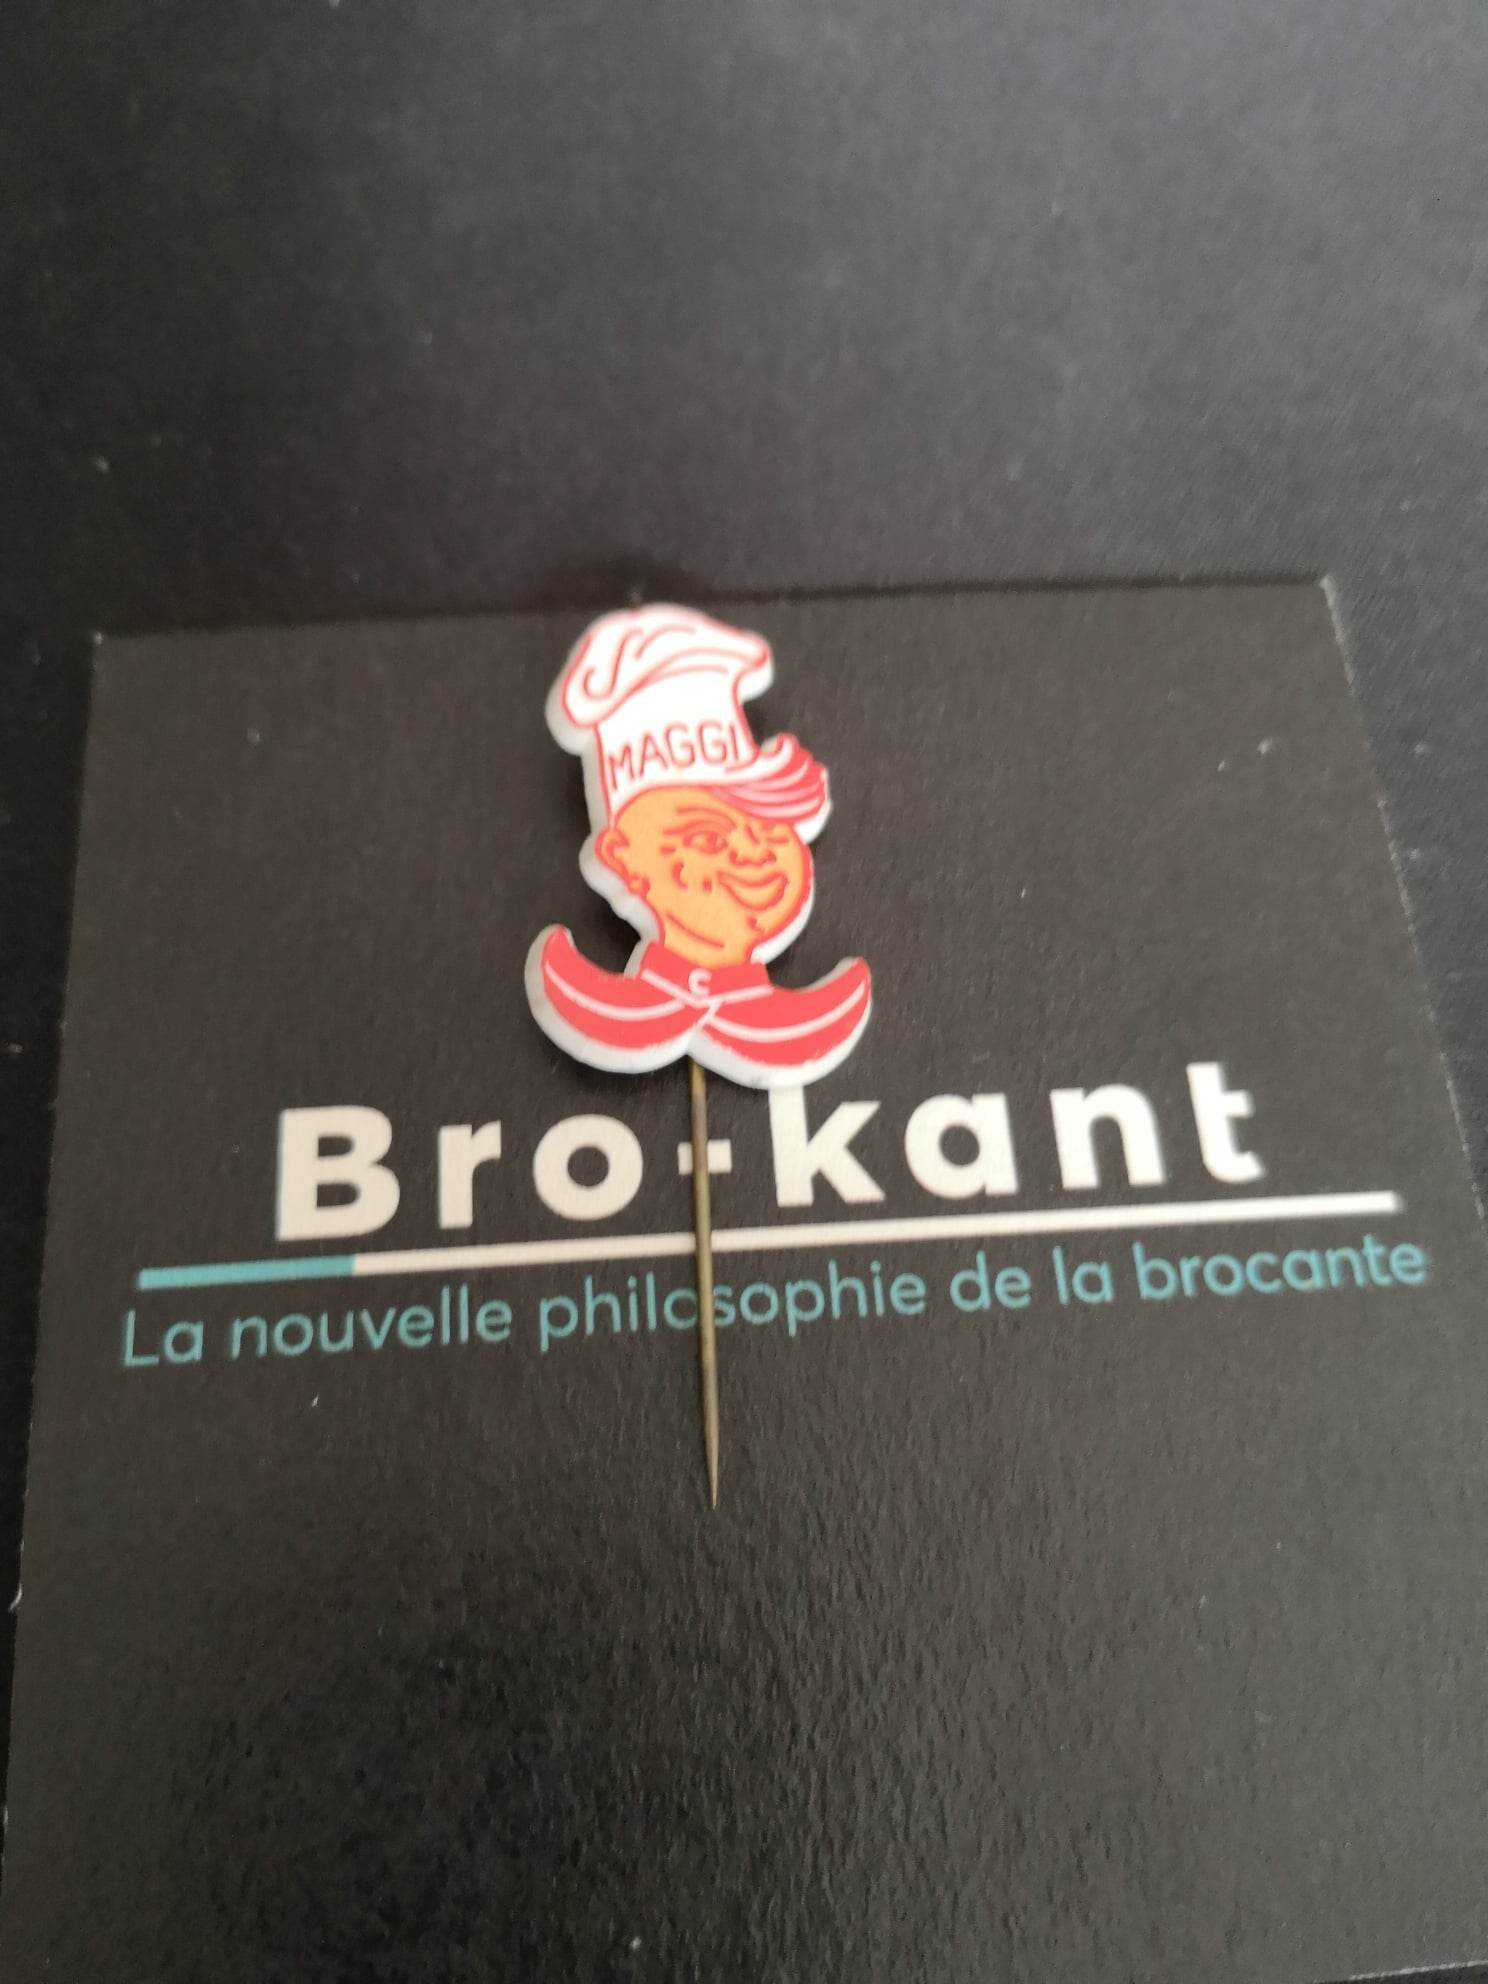 MAGGI
C
Bro-kant
La nouvelle philosophie de la brocante